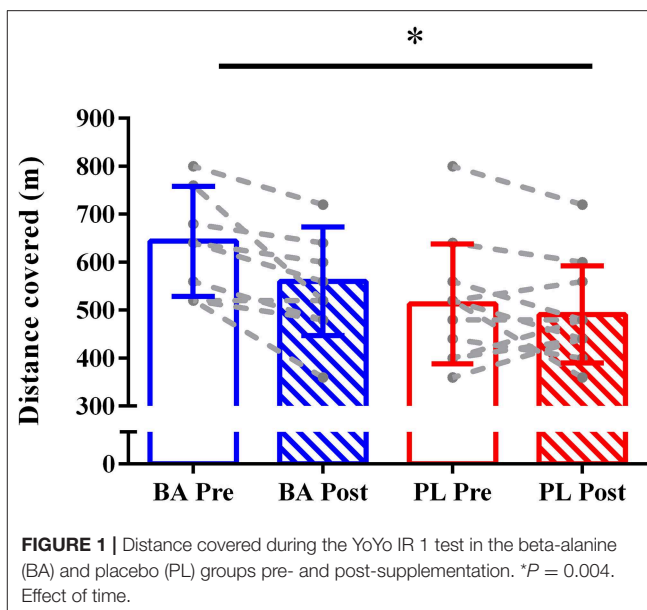 *
Distance covered (m)
900
800
700
600
500
400
300
0
BA Pre BA Post PL Pre PL Post
FIGURE 1 | Distance covered during the YoYo IR 1 test in the beta-alanine
(BA) and placebo (PL) groups pre- and post-supplementation. *P = 0.004.
Effect of time.